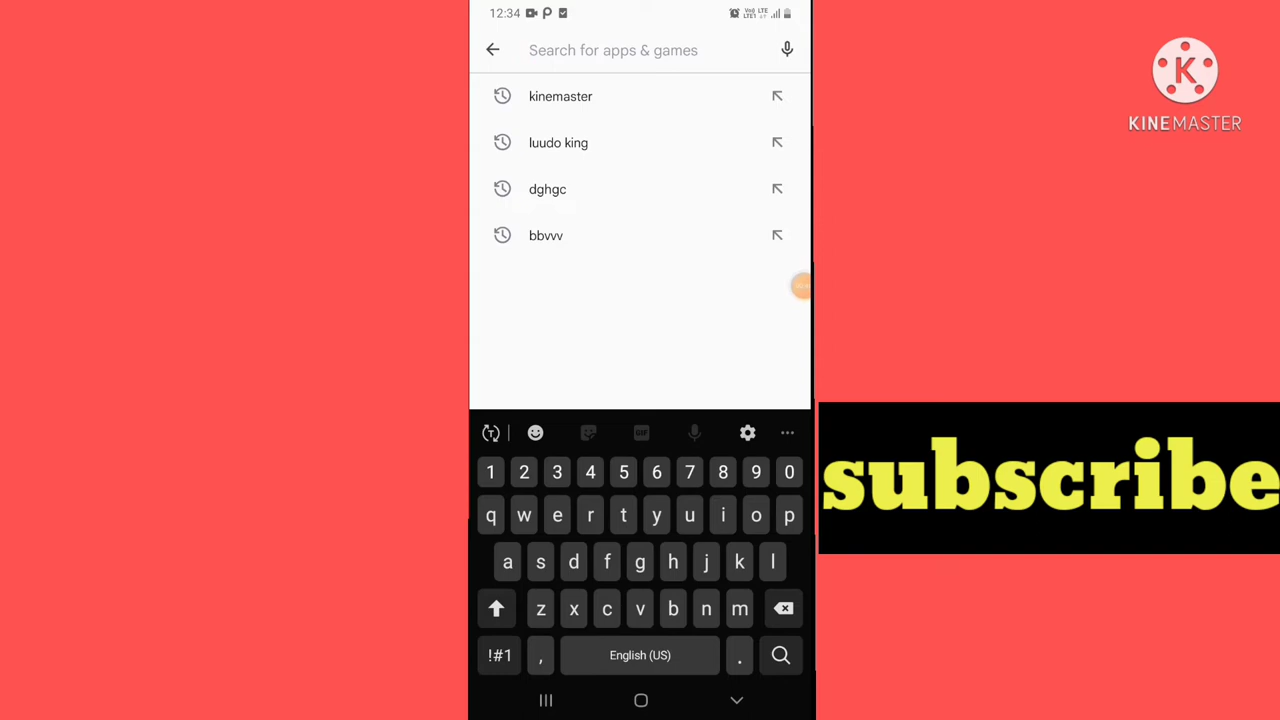 12:34
Search for apps & games
kinemaster
luudo king
dghgc
bbvvv
K
KINEMASTER
subscribe
GIF
1 2 3 4 5 6 7 8 9 0
q w e r t y u i o p
a s d f g h j k l
z x c v b n m
!#1 , English (US) .